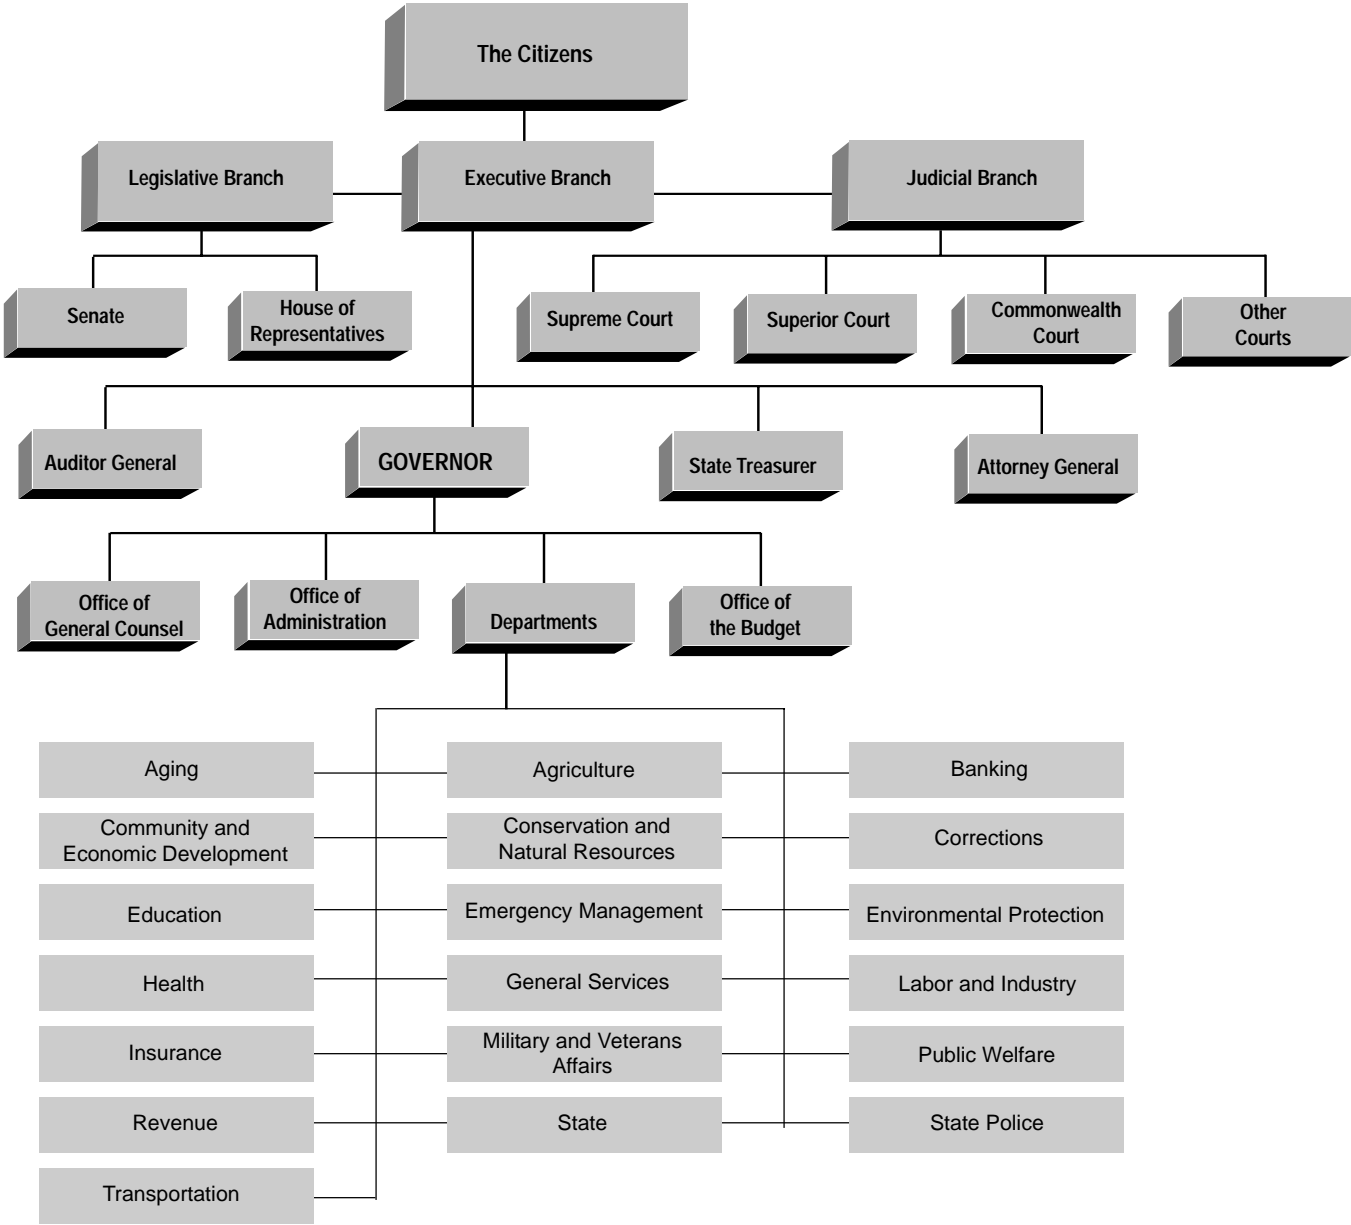 The Citizens
Legislative Branch
Executive Branch
Judicial Branch
Senate
House of
Representatives
Supreme Court
Superior Court
Commonwealth
Court
Other
Courts
Auditor General
GOVERNOR
State Treasurer
Attorney General
Office of
General Counsel
Office of
Administration
Departments
Office of
the Budget
Aging
Agriculture
Banking
Community and
Economic Development
Conservation and
Natural Resources
Corrections
Education
Emergency Management
Environmental Protection
Health
General Services
Labor and Industry
Insurance
Military and Veterans
Affairs
Public Welfare
Revenue
State
State Police
Transportation